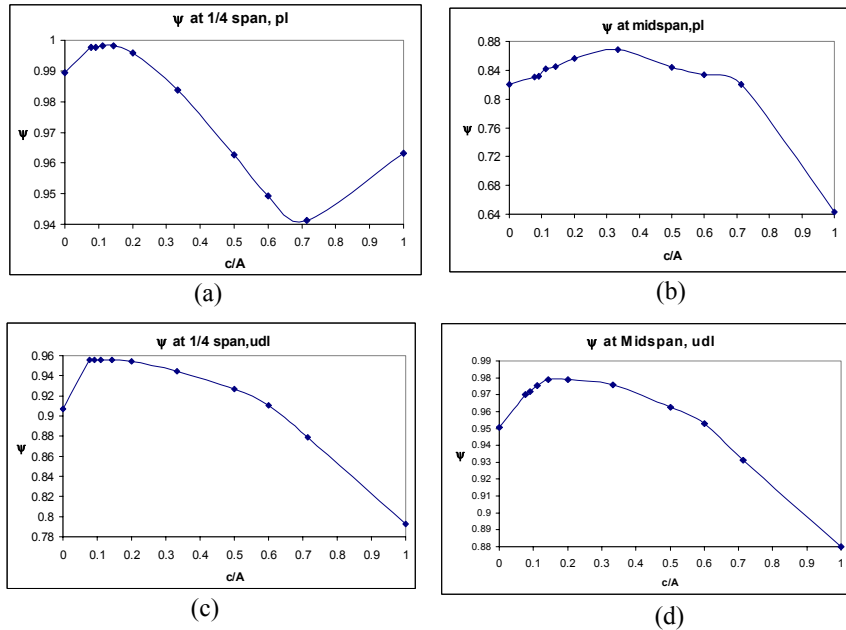 ψ at 1/4 span, pl
1
0.99
0.98
0.97
0.96
0.95
0.94
ψ
0 0.1 0.2 0.3 0.4 0.5 0.6 0.7 0.8 0.9 1
c/A
(a)
ψ at midspan,pl
0.88
0.84
0.8
0.76
0.72
0.68
0.64
ψ
0 0.1 0.2 0.3 0.4 0.5 0.6 0.7 0.8 0.9 1
c/A
(b)
ψ at 1/4 span,udl
0.96
0.94
0.92
0.9
0.88
0.86
0.84
0.82
0.8
0.78
ψ
0 0.1 0.2 0.3 0.4 0.5 0.6 0.7 0.8 0.9 1
c/A
(c)
ψ at Midspan, udl
0.99
0.98
0.97
0.96
0.95
0.94
0.93
0.92
0.91
0.9
0.89
0.88
ψ
0 0.1 0.2 0.3 0.4 0.5 0.6 0.7 0.8 0.9 1
c/A
(d)